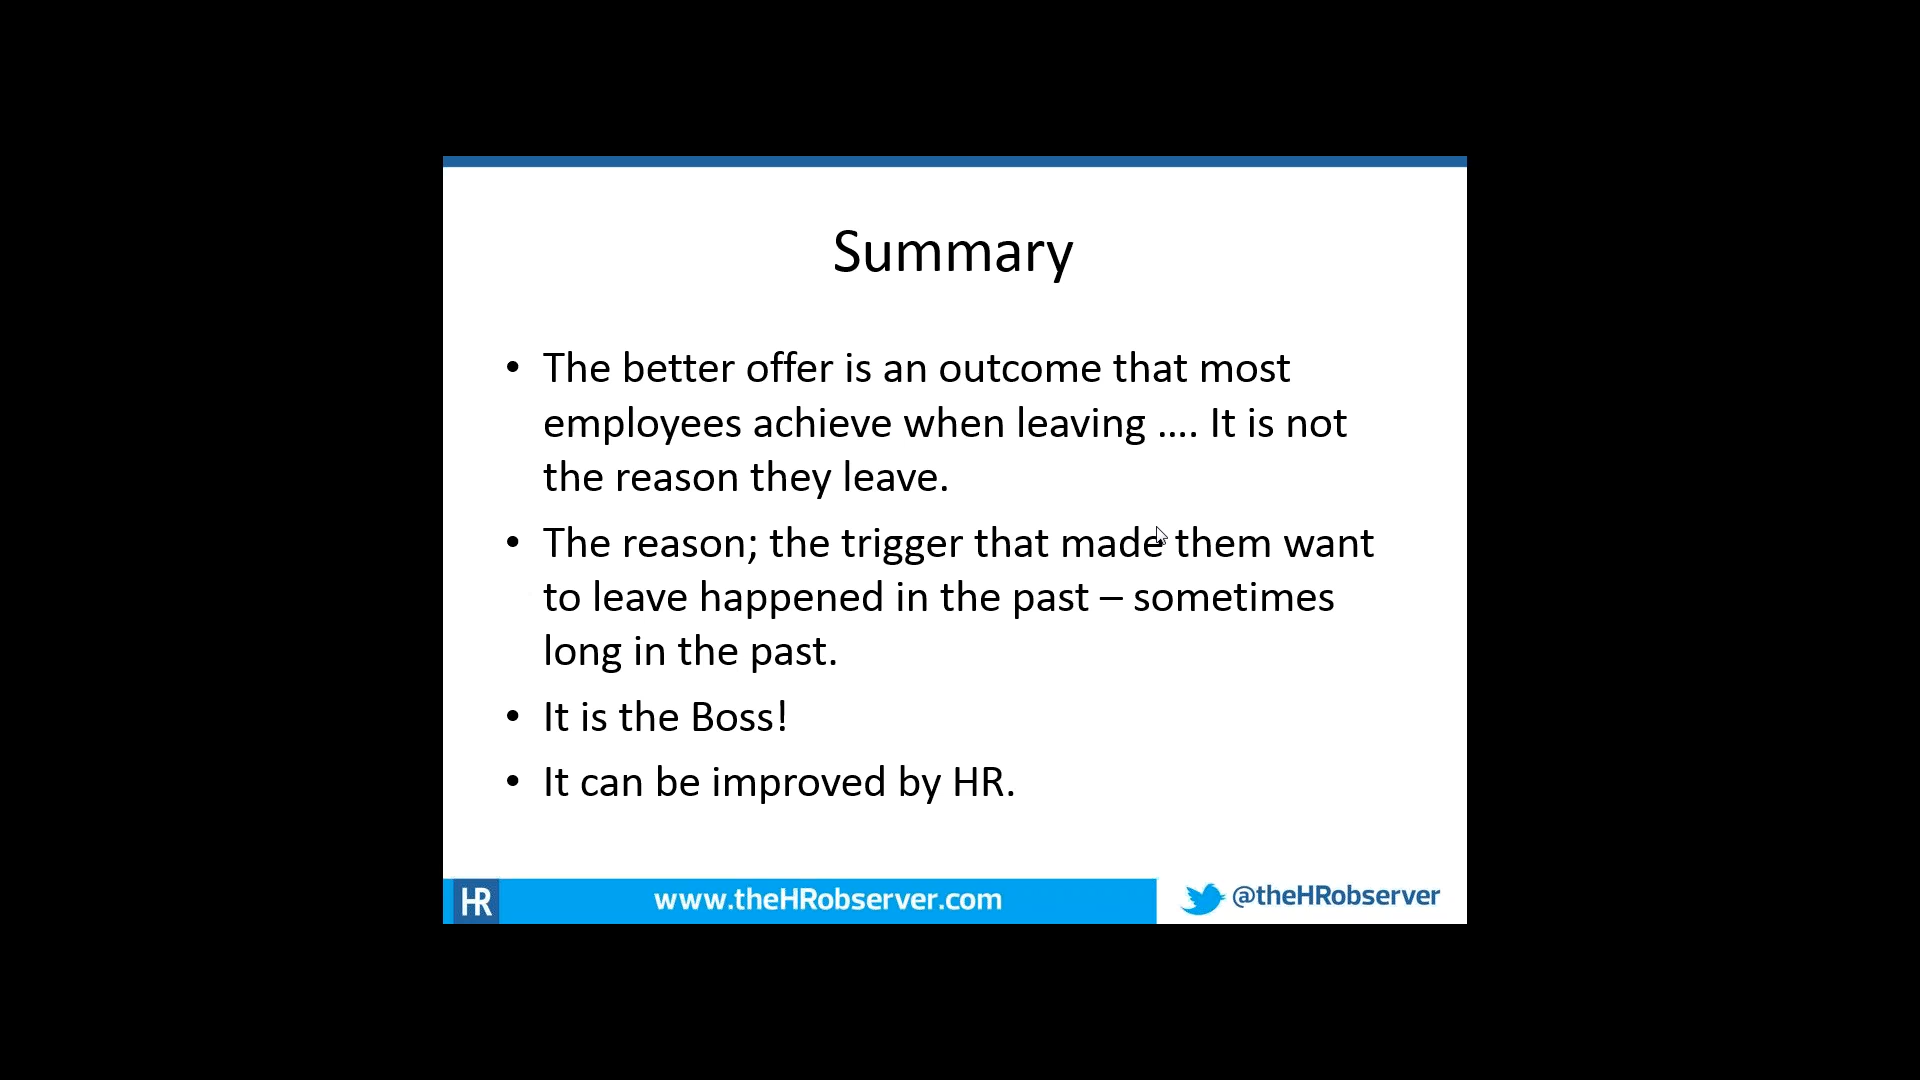 Summary
• The better offer is an outcome that most
employees achieve when leaving .... It is not
the reason they leave.
• The reason; the trigger that made them want
to leave happened in the past – sometimes
long in the past.
• It is the Boss!
• It can be improved by HR.
HR www.theHRobserver.com @theHRobserver